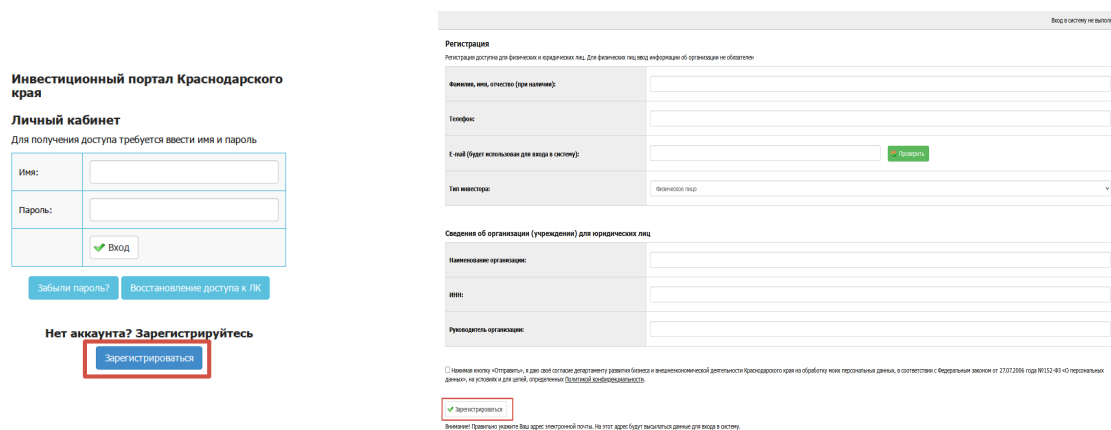 Инвестиционный портал Краснодарского
края
Личный кабинет
Для получения доступа требуется ввести имя и пароль
Имя:
Пароль:
Вход
Забыли пароль?
Восстановление доступа к ЛК
Нет аккаунта? Зарегистрируйтесь
Зарегистрироваться
Вход в систему не выполн
Регистрация
Регистрация доступна для физических и юридических лиц. Для физических лиц ввод информации об организации не обязателен
Фамилия, имя, отчество (при наличии):
Телефон:
E-mail (будет использован для входа в систему):
Проверить
Тип инвестора:
Физическое лицо
Сведения об организации (учреждении) для юридических лиц
Наименование организации:
ИНН:
Руководитель организации:
Нажимая кнопку «Отправить», я даю своё согласие департаменту развития бизнеса и внешнеэкономической деятельности Краснодарского края на обработку моих персональных данных, в соответствии с Федеральным законом от 27.07.2006 года №152-ФЗ «О персональных
данных», на условиях и для целей, определенных Политикой конфиденциальности.
Зарегистрироваться
Внимание! Правильно укажите Ваш адрес электронной почты. На этот адрес будут высылаться данные для входа в систему.